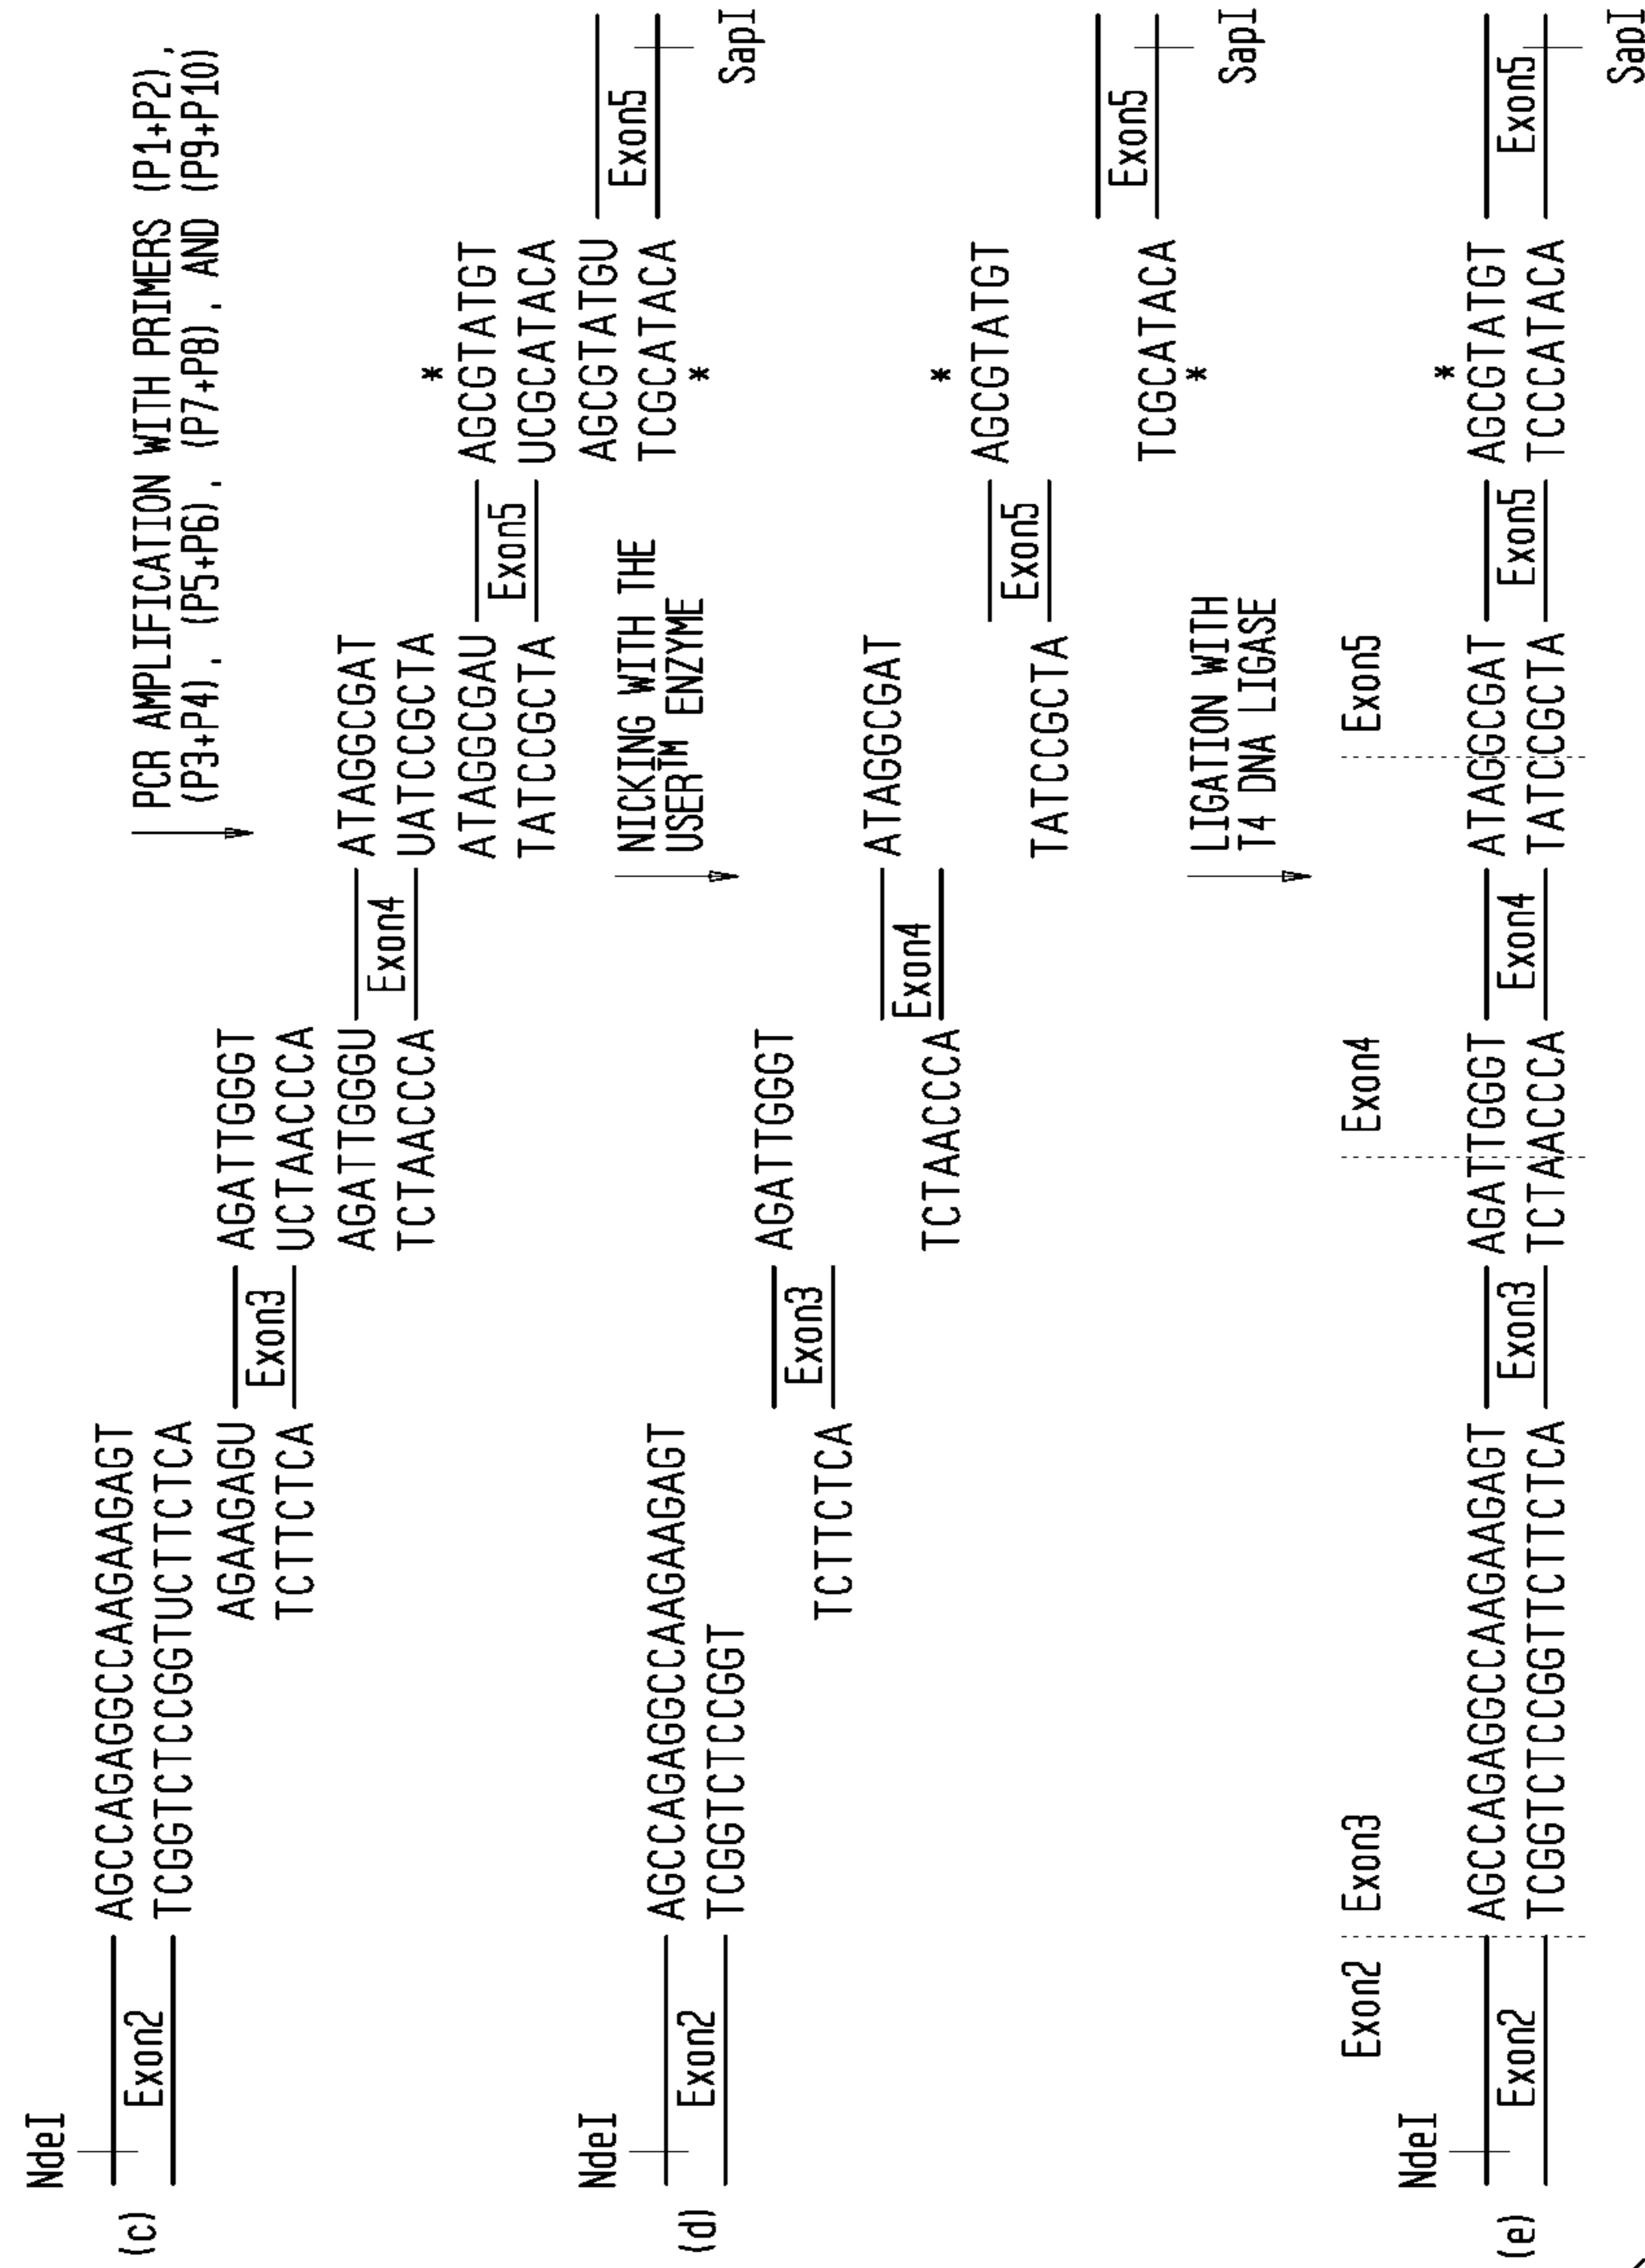 PCR AMPLIFICATION WITH PRIMERS (P1+P2),
(P3+P4), (P5+P6), (P7+P8), AND (P9+P10)
NdeI
(c)
Exon2
AGCCAGAGGCCAAGAAGAGT
TCGGTCTCCGGTUCTTCTCA
AGAAGAGU
TCTTCTCA
Exon3
AGATTGGGT
UCTAACCCA
AGATTGGGU
TCTAACCCA
Exon4
ATAGGCGAT
UATCCGCTA
ATAGGCGAU
TATCCGCTA
Exon5
*
AGCGTATGT
UCGCATACA
AGCGTATGU
TCGCATACA
*
Exon5
SapI
NICKING WITH THE
USER™ ENZYME
NdeI
(d)
Exon2
AGCCAGAGGCCAAGAAGAGT
TCGGTCTCCGGT
TCTTCTCA
Exon3
AGATTGGGT
TCTAACCCA
Exon4
ATAGGCGAT
TATCCGCTA
Exon5
*
AGCGTATGT
TCGCATACA
*
Exon5
SapI
LIGATION WITH
T4 DNA LIGASE
Exon2 Exon3 Exon4 Exon5
NdeI
(e)
*
Exon2 AGCCAGAGGCCAAGAAGAGT Exon3 AGATTGGGT Exon4 ATAGGCGAT Exon5 AGCGTATGT Exon5
TCGGTCTCCGGTTCTTCTCA TCTAACCCA TATCCGCTA TCCCATACA
SapI